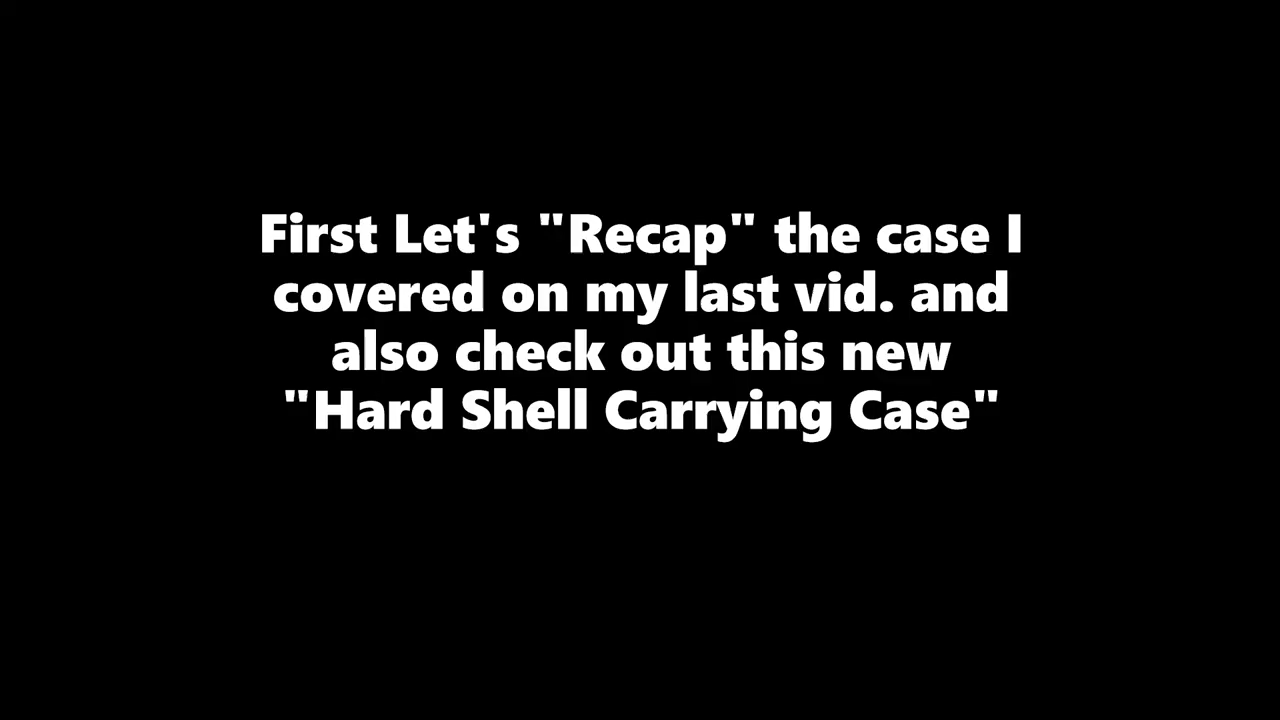 First Let's "Recap" the case I
covered on my last vid. and
also check out this new
"Hard Shell Carrying Case"